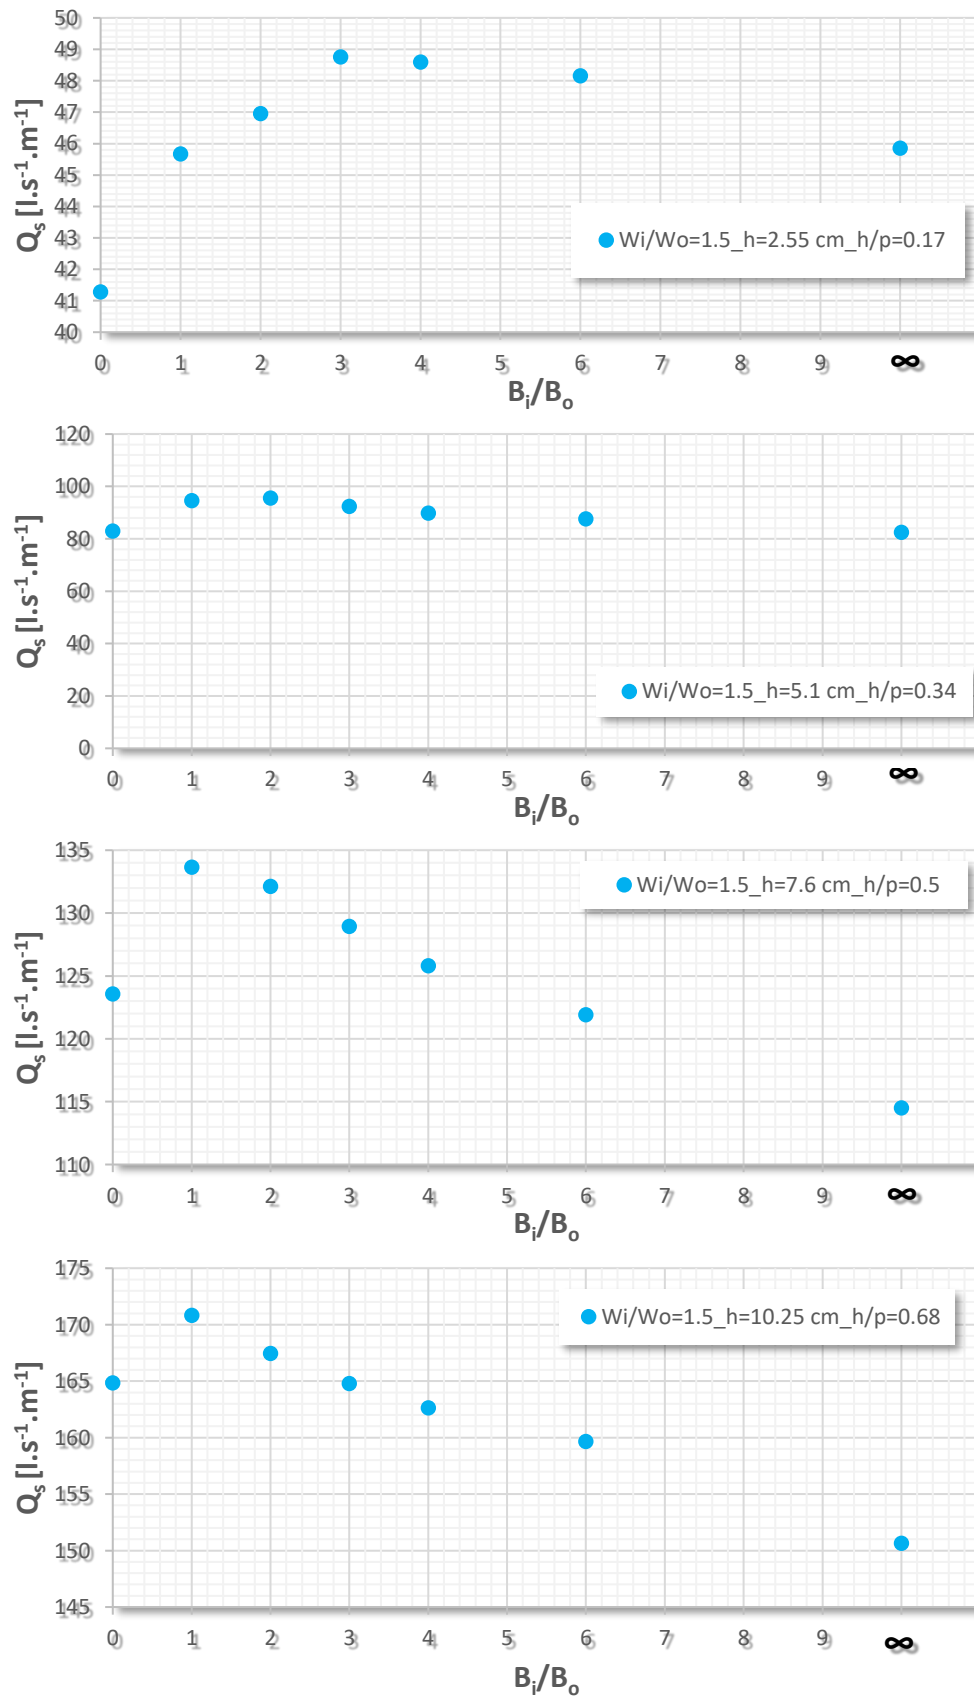 50
49
48
47
46
45
44
43
42
41
40
Qs [l.s-1.m-1]
Wi/Wo=1.5_h=2.55 cm_h/p=0.17
0 1 2 3 4 5 6 7 8 9 ∞
Bi/Bo
120
100
80
60
40
20
0
Qs [l.s-1.m-1]
Wi/Wo=1.5_h=5.1 cm_h/p=0.34
0 1 2 3 4 5 6 7 8 9 ∞
Bi/Bo
135
130
125
120
115
110
Qs [l.s-1.m-1]
Wi/Wo=1.5_h=7.6 cm_h/p=0.5
0 1 2 3 4 5 6 7 8 9 ∞
Bi/Bo
175
170
165
160
155
150
145
Qs [l.s-1.m-1]
Wi/Wo=1.5_h=10.25 cm_h/p=0.68
0 1 2 3 4 5 6 7 8 9 ∞
Bi/Bo